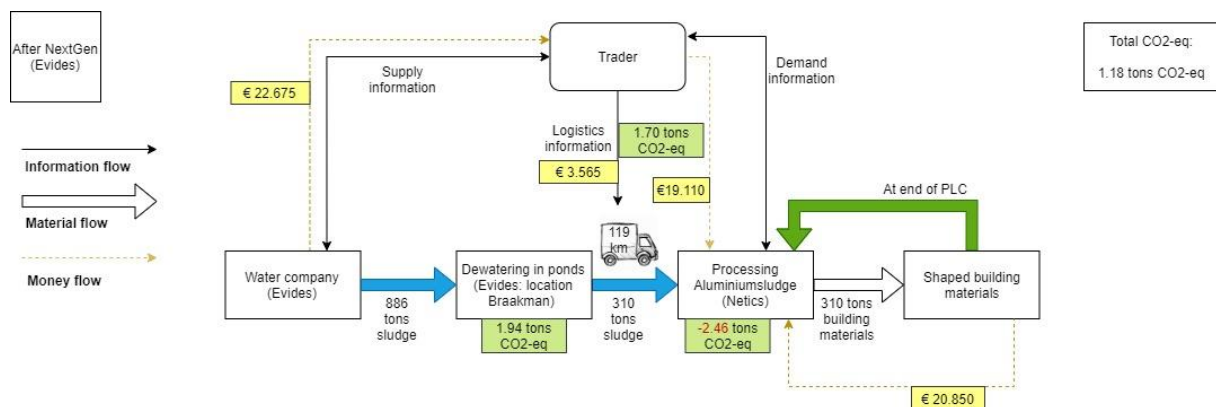 After NextGen
(Evides)
Information flow
Material flow
Money flow
€ 22.675
Supply
information
Trader
Demand
information
Total CO2-eq:
1.18 tons CO2-eq
Logistics
information
1.70 tons
CO2-eq
€ 3.565
€19.110
119
km
At end of PLC
Water company
(Evides)
886
tons
sludge
Dewatering in ponds
(Evides: location
Braakman)
1.94 tons
CO2-eq
310
tons
sludge
Processing
Aluminiumsludge
(Netics)
-2.46 tons
CO2-eq
310 tons
building
materials
Shaped building
materials
€ 20.850